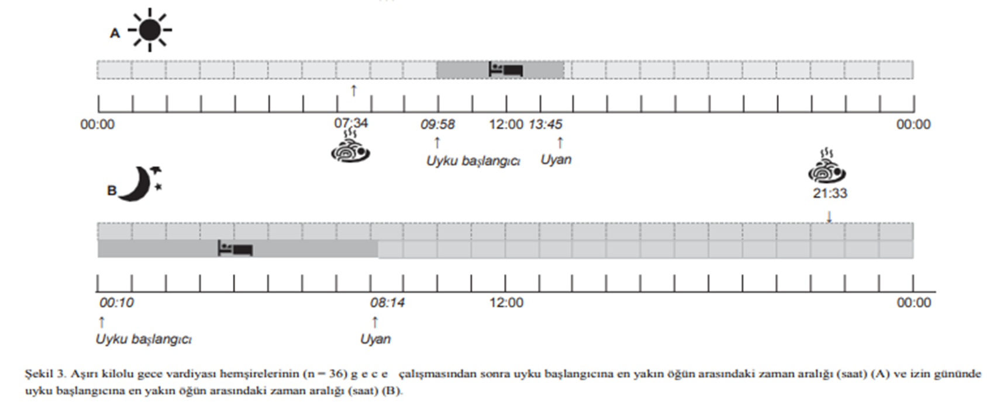 A
00:00 07:34 09:58 12:00 13:45 00:00
Uyku başlangıcı Uyan
B
21:33
00:10 08:14 12:00 00:00
Uyku başlangıcı Uyan
Şekil 3. Aşırı kilolu gece vardiyası hemşirelerinin (n = 36) g e c e çalışmasından sonra uyku başlangıcına en yakın öğün arasındaki zaman aralığı (saat) (A) ve izin gününde
uyku başlangıcına en yakın öğün arasındaki zaman aralığı (saat) (B).